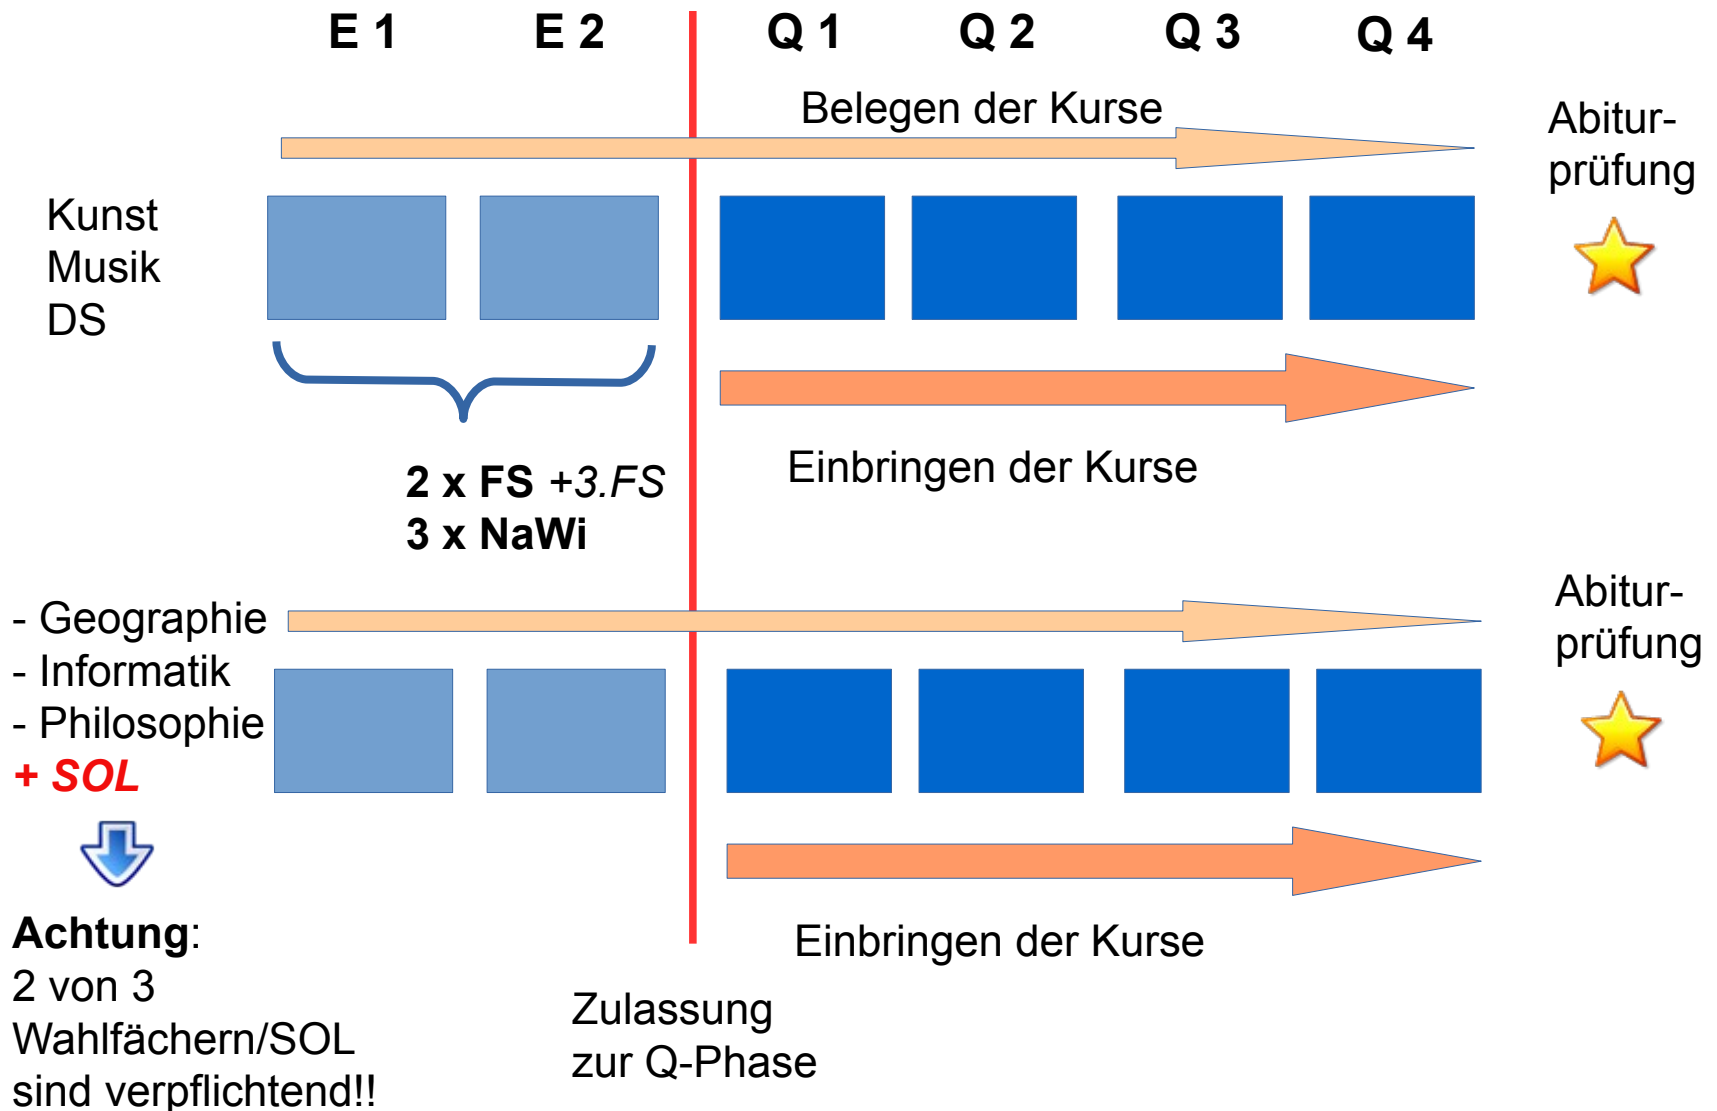 E 1 E 2 Q 1 Q 2 Q 3 Q 4
Belegen der Kurse
Abitur-
prüfung
Kunst
Musik
DS
Einbringen der Kurse
2 x FS +3.FS
3 x NaWi
- Geographie
- Informatik
- Philosophie
+ SOL
Abitur-
prüfung
Achtung:
2 von 3
Wahlfächern/SOL
sind verpflichtend!!
Einbringen der Kurse
Zulassung
zur Q-Phase